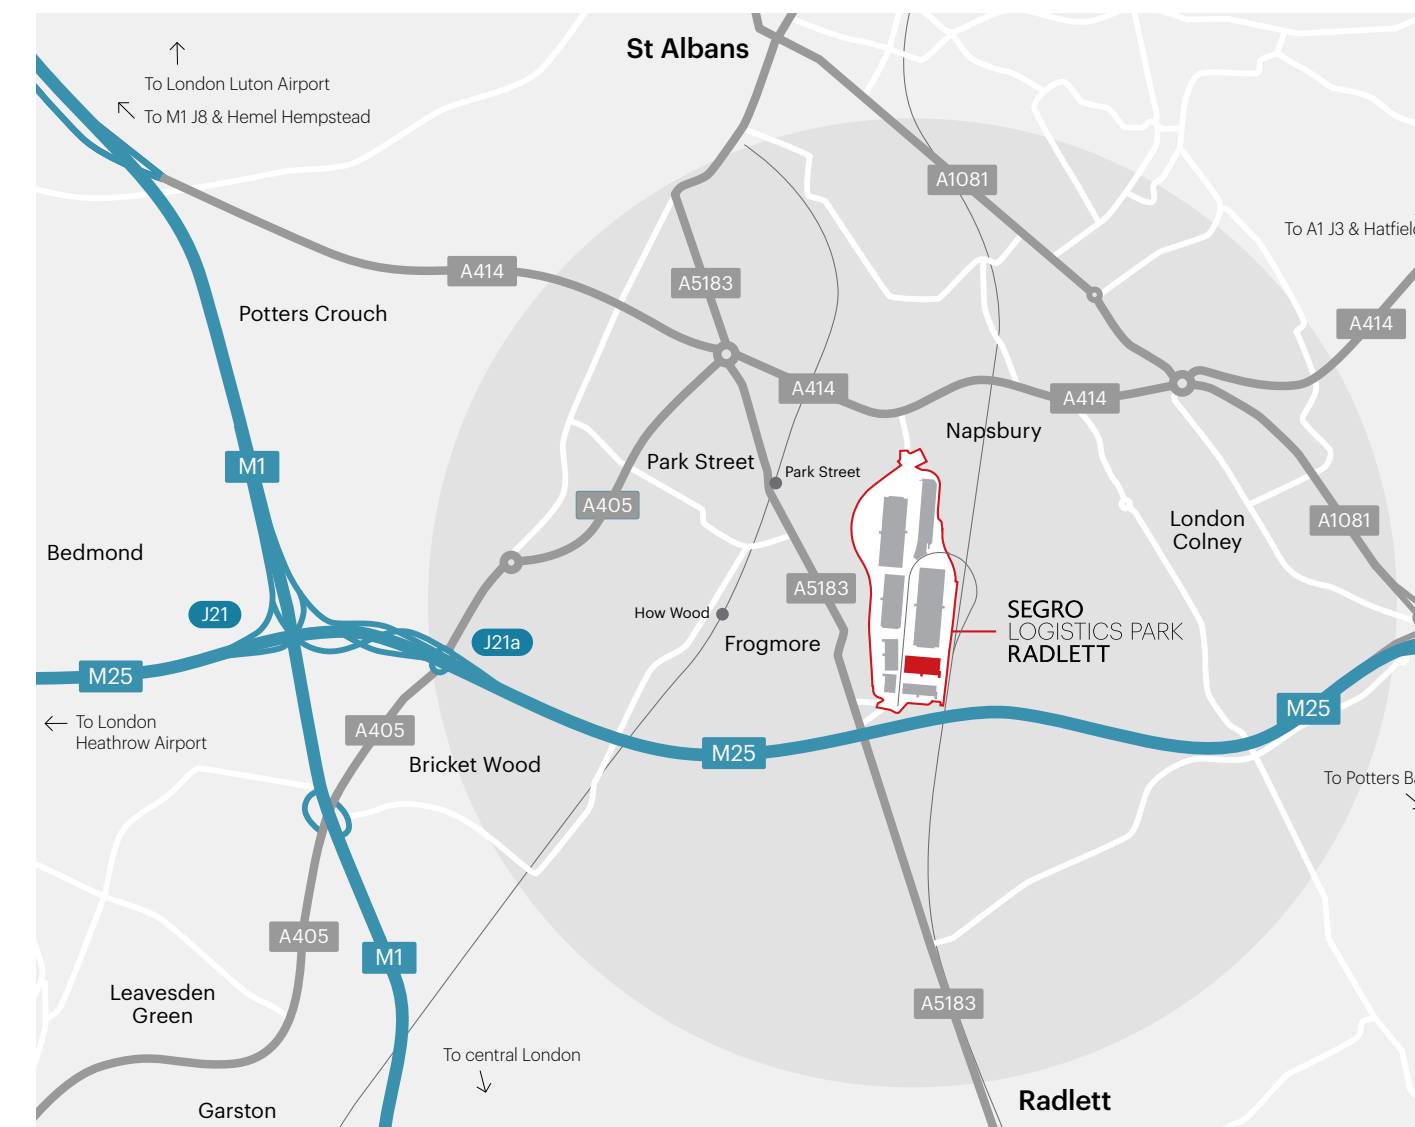 St Albans
To London Luton Airport
To M1 J8 & Hemel Hempstead
A1081
To A1 J3 & Hatfield
A414
A5183
Potters Crouch
A414
A414
A414
Napsbury
M1
Park Street
Park Street
A405
London
Colney
A1081
Bedmond
A5183
J21
How Wood
Frogmore
J21a
SEGRO
LOGISTICS PARK
RADLETT
M25
M25
To London
Heathrow Airport
A405
M25
Bricket Wood
To Potters
A405
M1
Leavesden
Green
A5183
To central London
Garston
Radlett